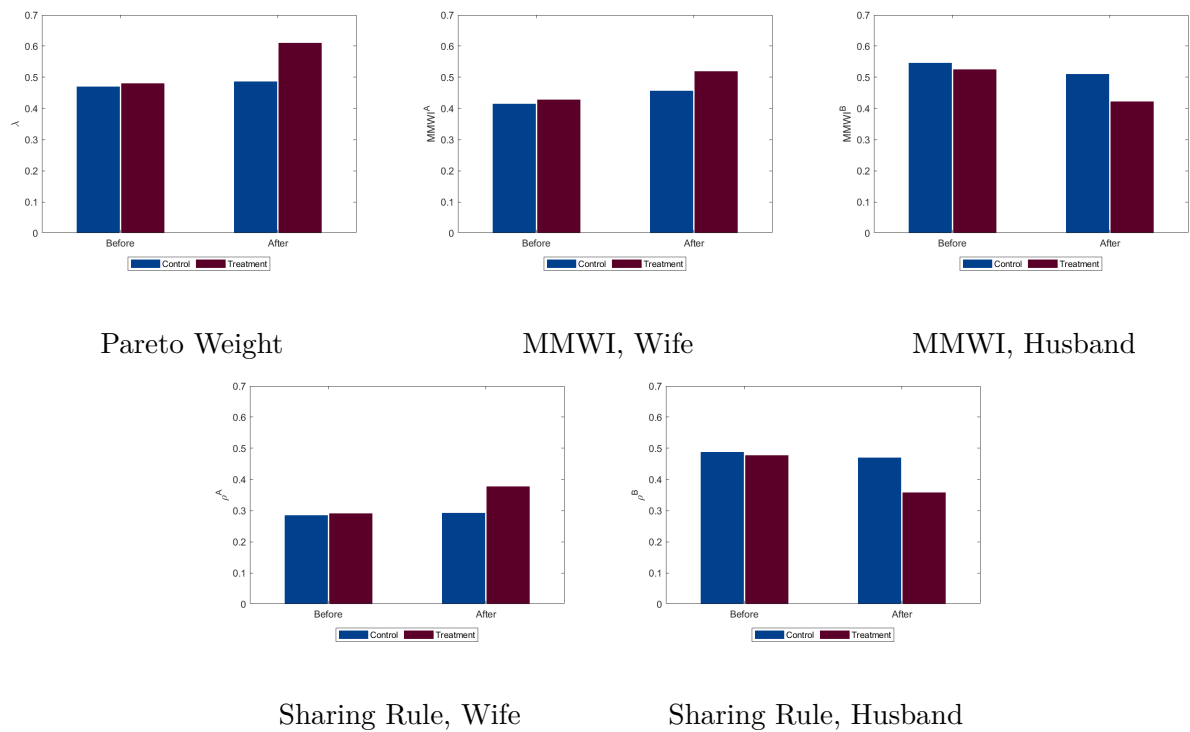 0.7
0.6
0.5
0.4
0.3
0.2
0.1
0
λ
Before
After
Control Treatment
Pareto Weight
0.7
0.6
0.5
0.4
0.3
0.2
0.1
0
MMWI^A
Before
After
Control Treatment
MMWI, Wife
0.7
0.6
0.5
0.4
0.3
0.2
0.1
0
MMWI^B
Before
After
Control Treatment
MMWI, Husband
0.7
0.6
0.5
0.4
0.3
0.2
0.1
0
ρ^A
Before
After
Control Treatment
Sharing Rule, Wife
0.7
0.6
0.5
0.4
0.3
0.2
0.1
0
ρ^B
Before
After
Control Treatment
Sharing Rule, Husband